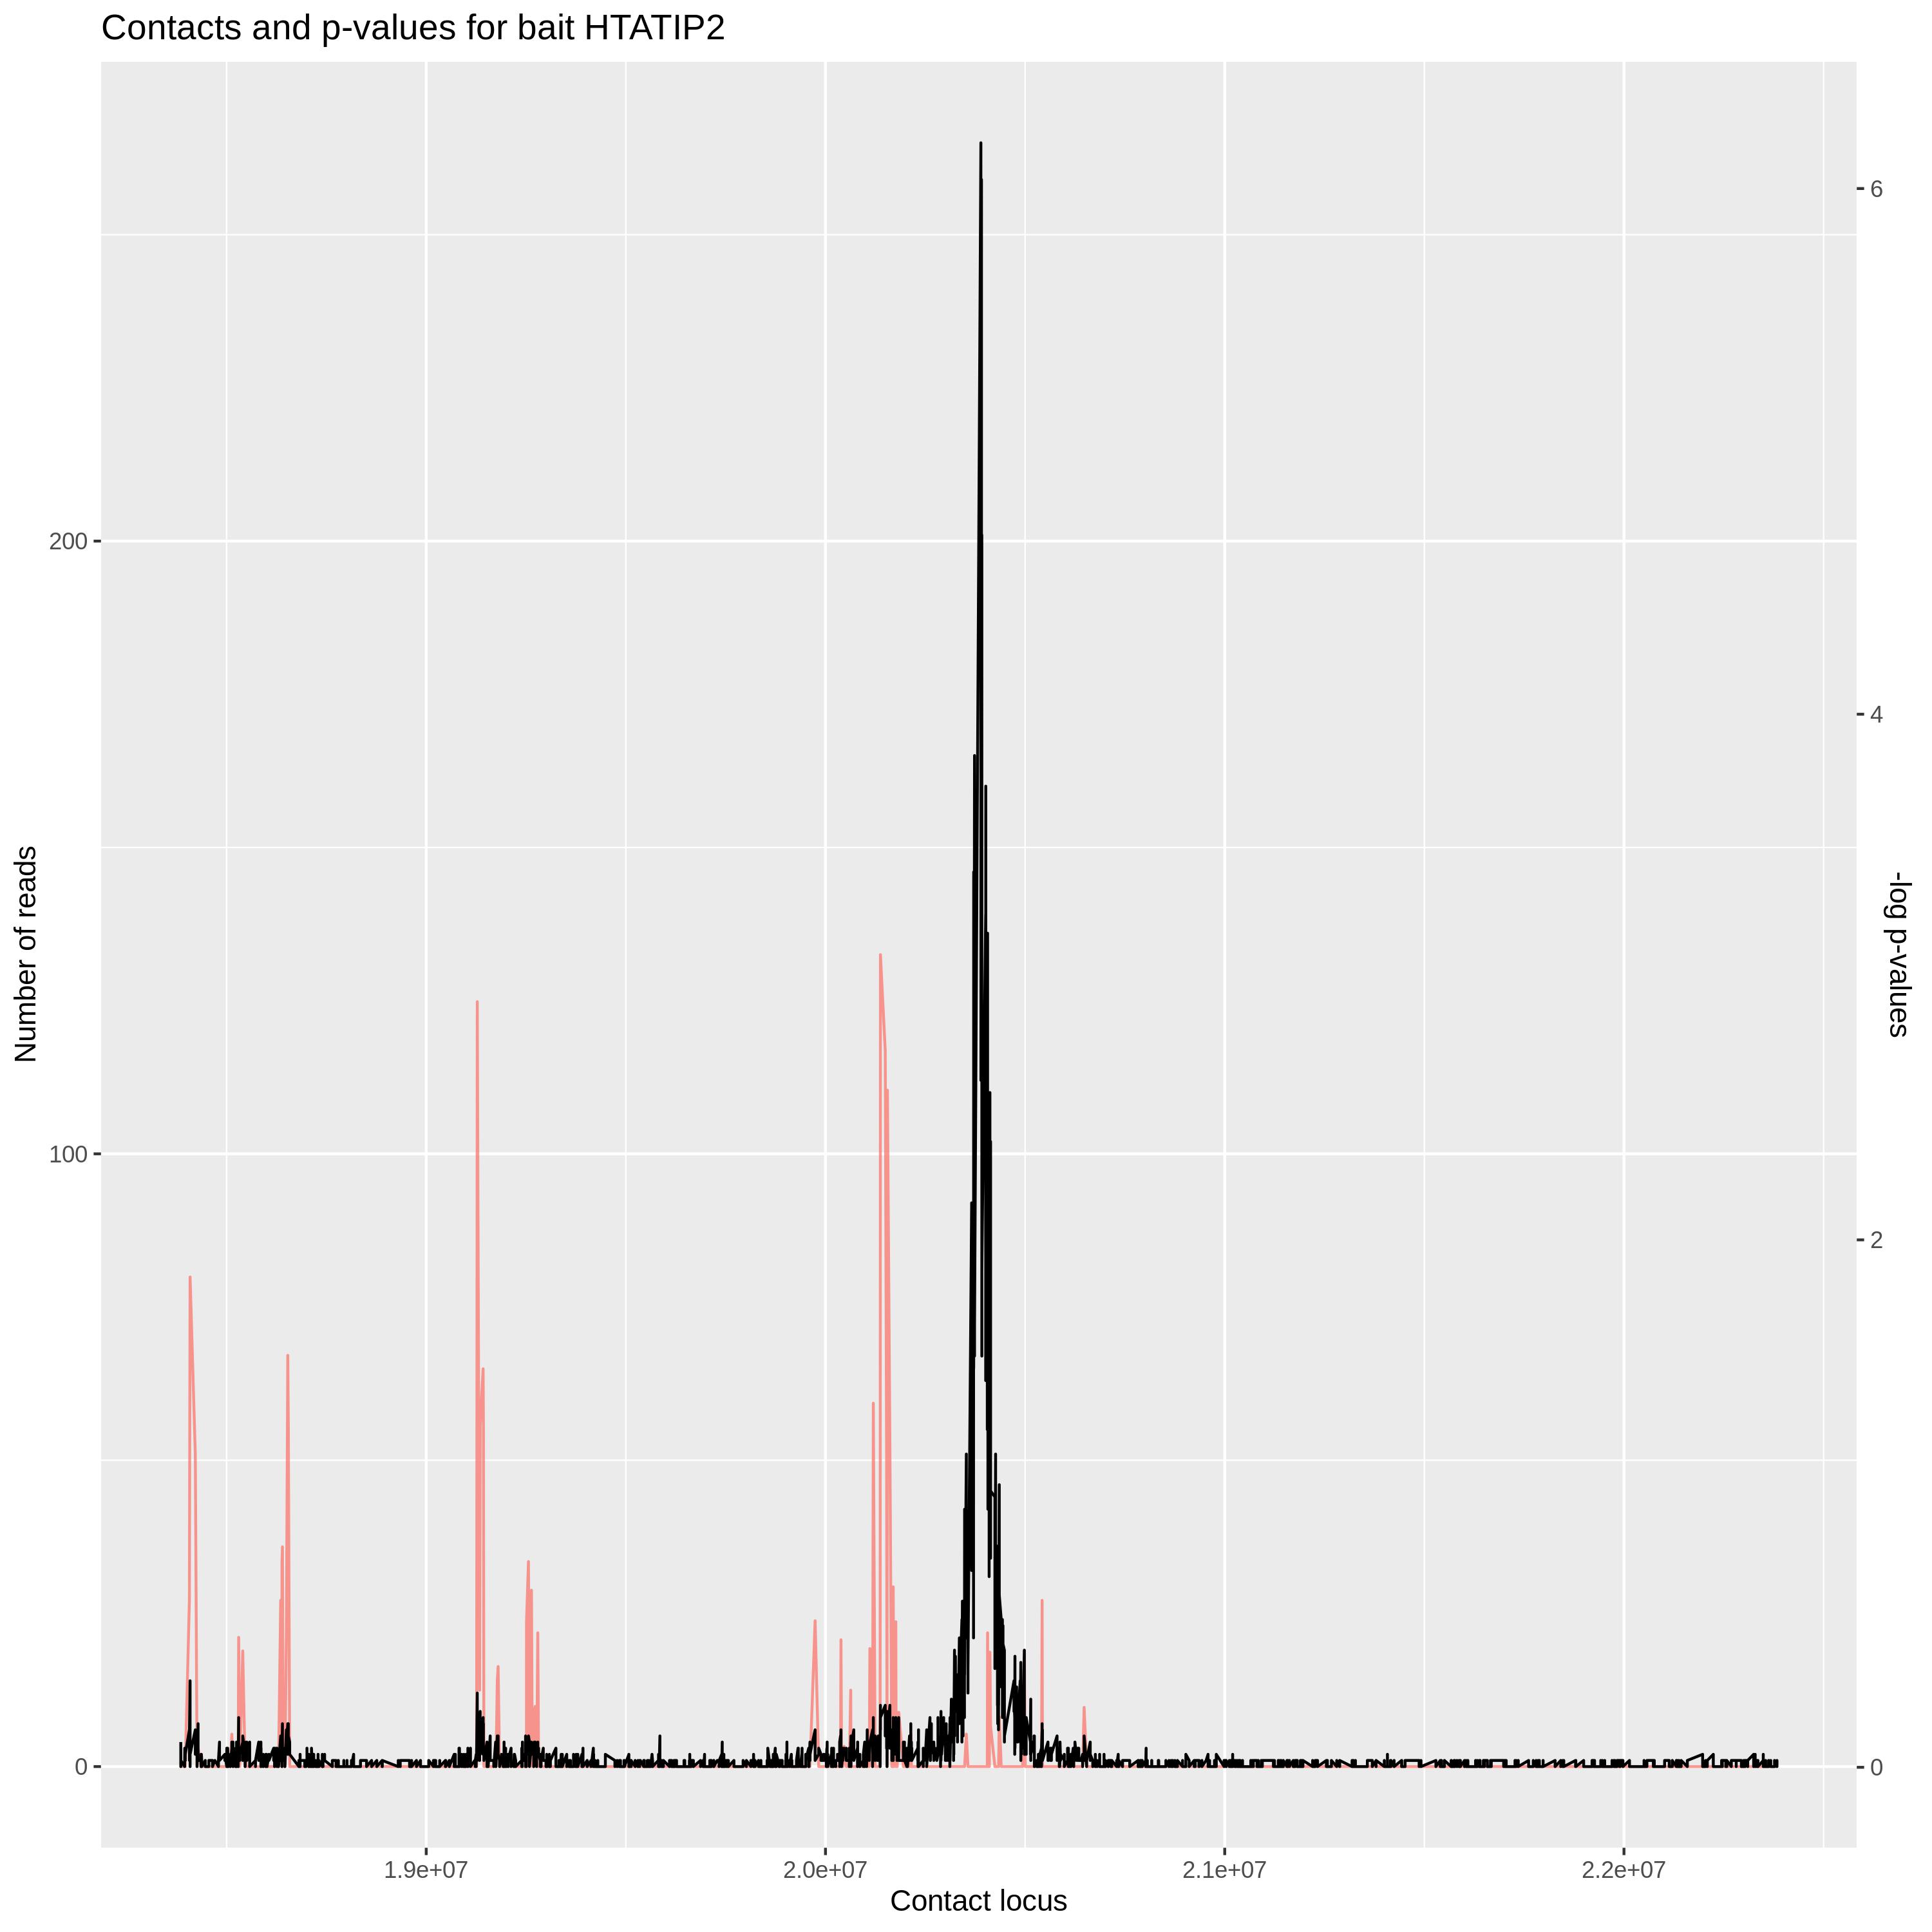 Contacts and p-values for bait HTATIP2
Number of reads
200
100
0
6
4
2
0
-log p-values
1.9e+07
2.0e+07
2.1e+07
2.2e+07
Contact locus